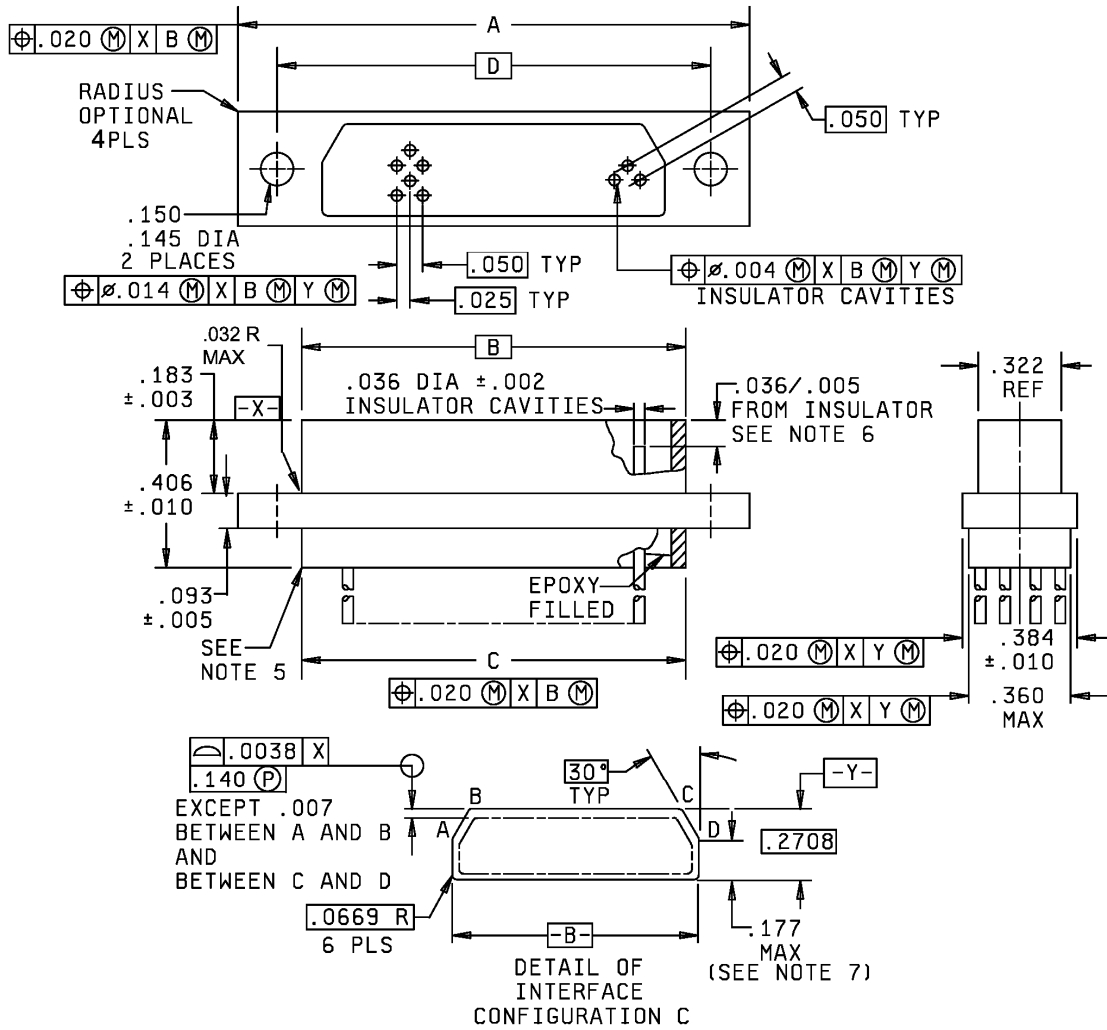 A
⌖ .020 Ⓜ X B Ⓜ
D
RADIUS
OPTIONAL
4PLS
.050 TYP
.150
.145 DIA
2 PLACES
⌖ ⌀.014 Ⓜ X B Ⓜ Y Ⓜ
.050 TYP
.025 TYP
⌖ ⌀.004 Ⓜ X B Ⓜ Y Ⓜ
INSULATOR CAVITIES
.032 R
MAX
B
.183
±.003
-X-
.036 DIA ±.002
INSULATOR CAVITIES
.036/.005
FROM INSULATOR
SEE NOTE 6
.322
REF
.406
±.010
.093
±.005
EPOXY
FILLED
SEE
NOTE 5
C
⌖ .020 Ⓜ X B Ⓜ
⌖ .020 Ⓜ X Y Ⓜ
.384
±.010
⌖ .020 Ⓜ X Y Ⓜ
.360
MAX
⌓ .0038 X
.140 Ⓟ
EXCEPT .007
BETWEEN A AND B
AND
BETWEEN C AND D
30°
TYP
-Y-
B
C
A
D
.2708
.0669 R
6 PLS
-B-
.177
MAX
(SEE NOTE 7)
DETAIL OF
INTERFACE
CONFIGURATION C